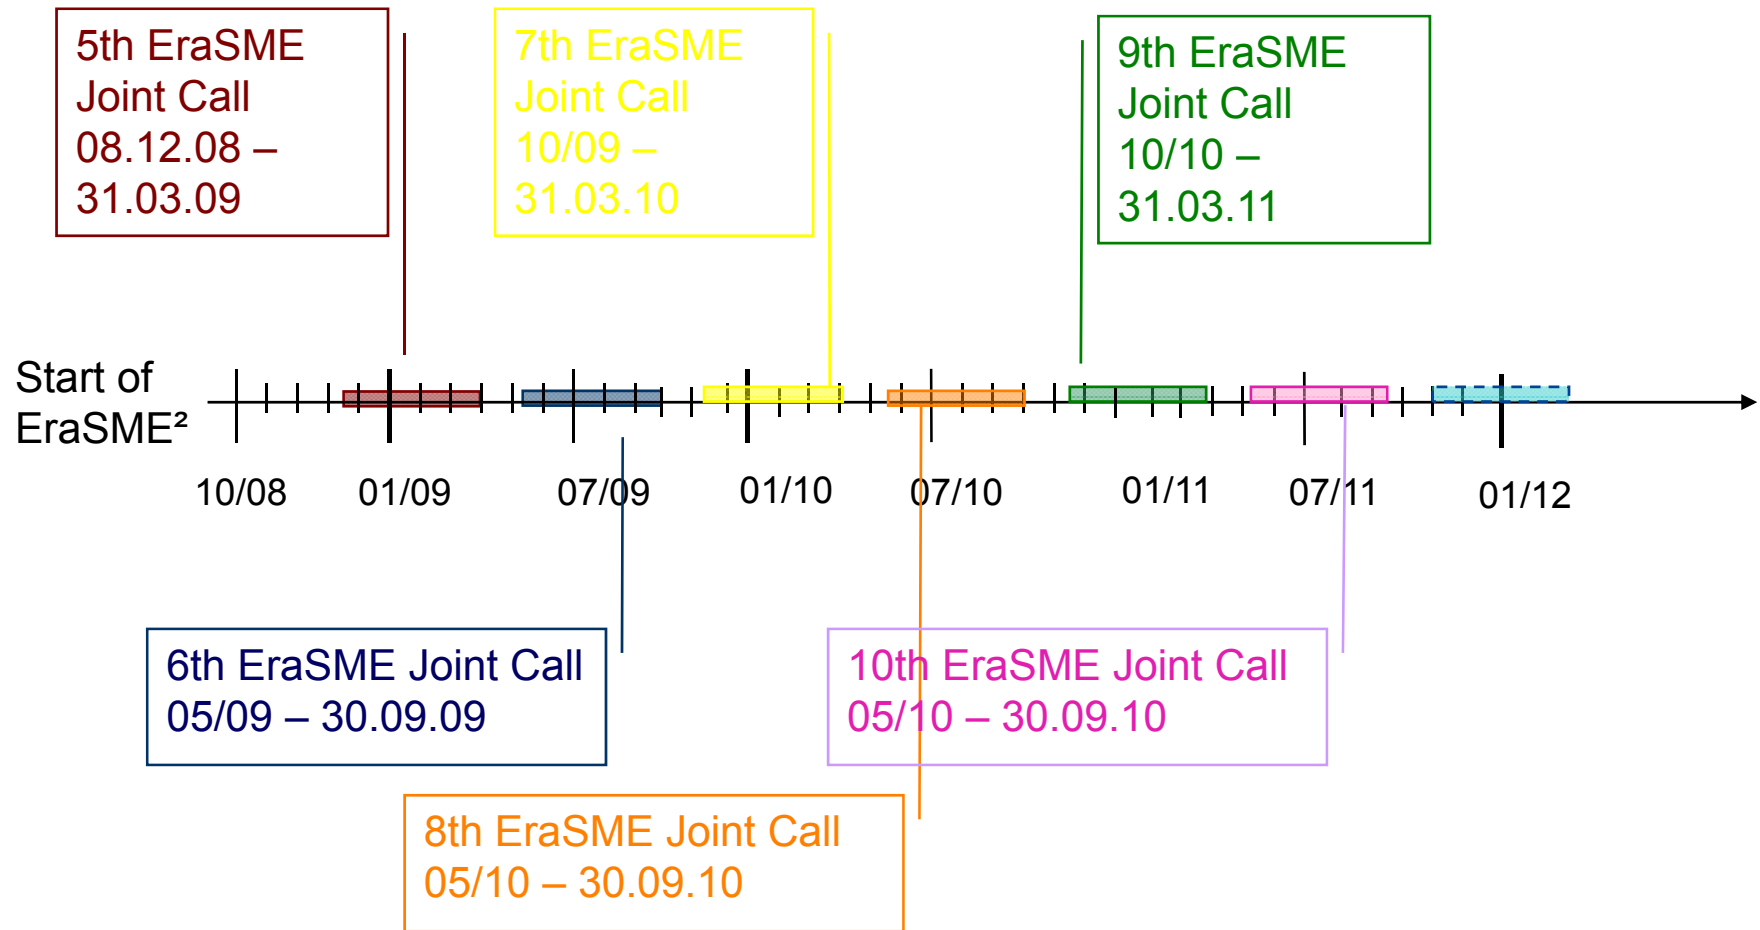 5th EraSME
Joint Call
08.12.08 –
31.03.09
7th EraSME
Joint Call
10/09 –
31.03.10
9th EraSME
Joint Call
10/10 –
31.03.11
Start of
EraSME²
10/08
01/09
07/09
01/10
07/10
01/11
07/11
01/12
6th EraSME Joint Call
05/09 – 30.09.09
10th EraSME Joint Call
05/10 – 30.09.10
8th EraSME Joint Call
05/10 – 30.09.10